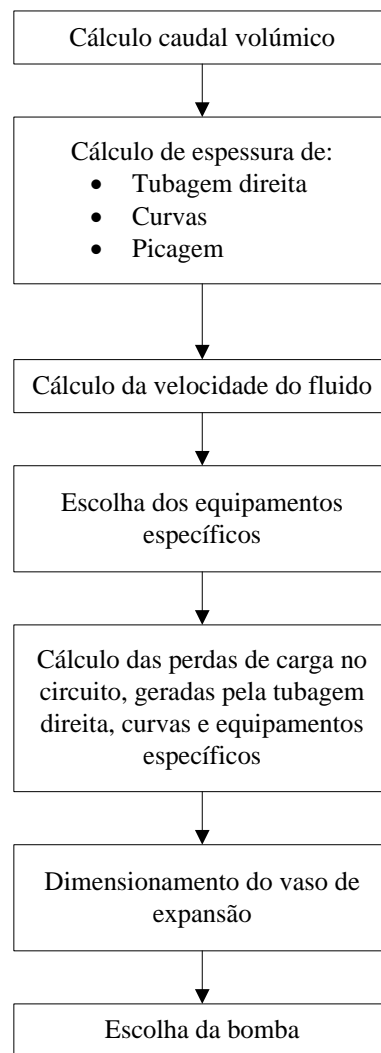 Cálculo caudal volúmico
Cálculo de espessura de:
• Tubagem direita
• Curvas
• Picagem
Cálculo da velocidade do fluido
Escolha dos equipamentos
específicos
Cálculo das perdas de carga no
circuito, geradas pela tubagem
direita, curvas e equipamentos
específicos
Dimensionamento do vaso de
expansão
Escolha da bomba